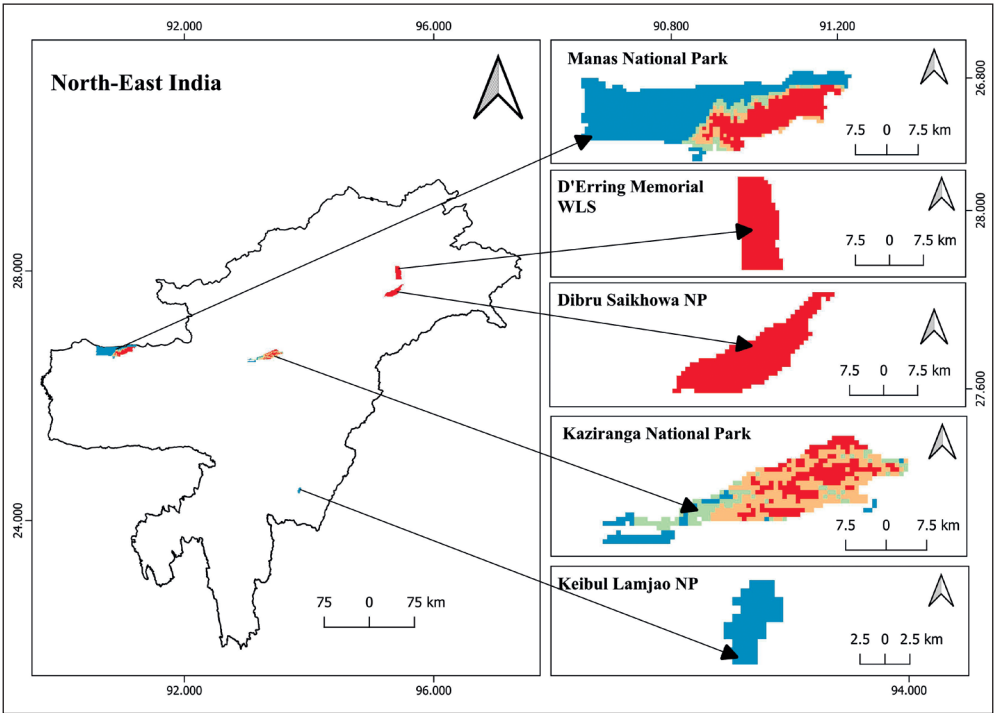 92.000 96.000 90.800 91.200
North-East India
28.000
24.000
75 0 75 km
92.000 96.000
Manas National Park
26.800
7.5 0 7.5 km
D'Erring Memorial
WLS
28.000
7.5 0 7.5 km
Dibru Saikhowa NP
7.5 0 7.5 km
27.600
Kaziranga National Park
7.5 0 7.5 km
Keibul Lamjao NP
2.5 0 2.5 km
94.000